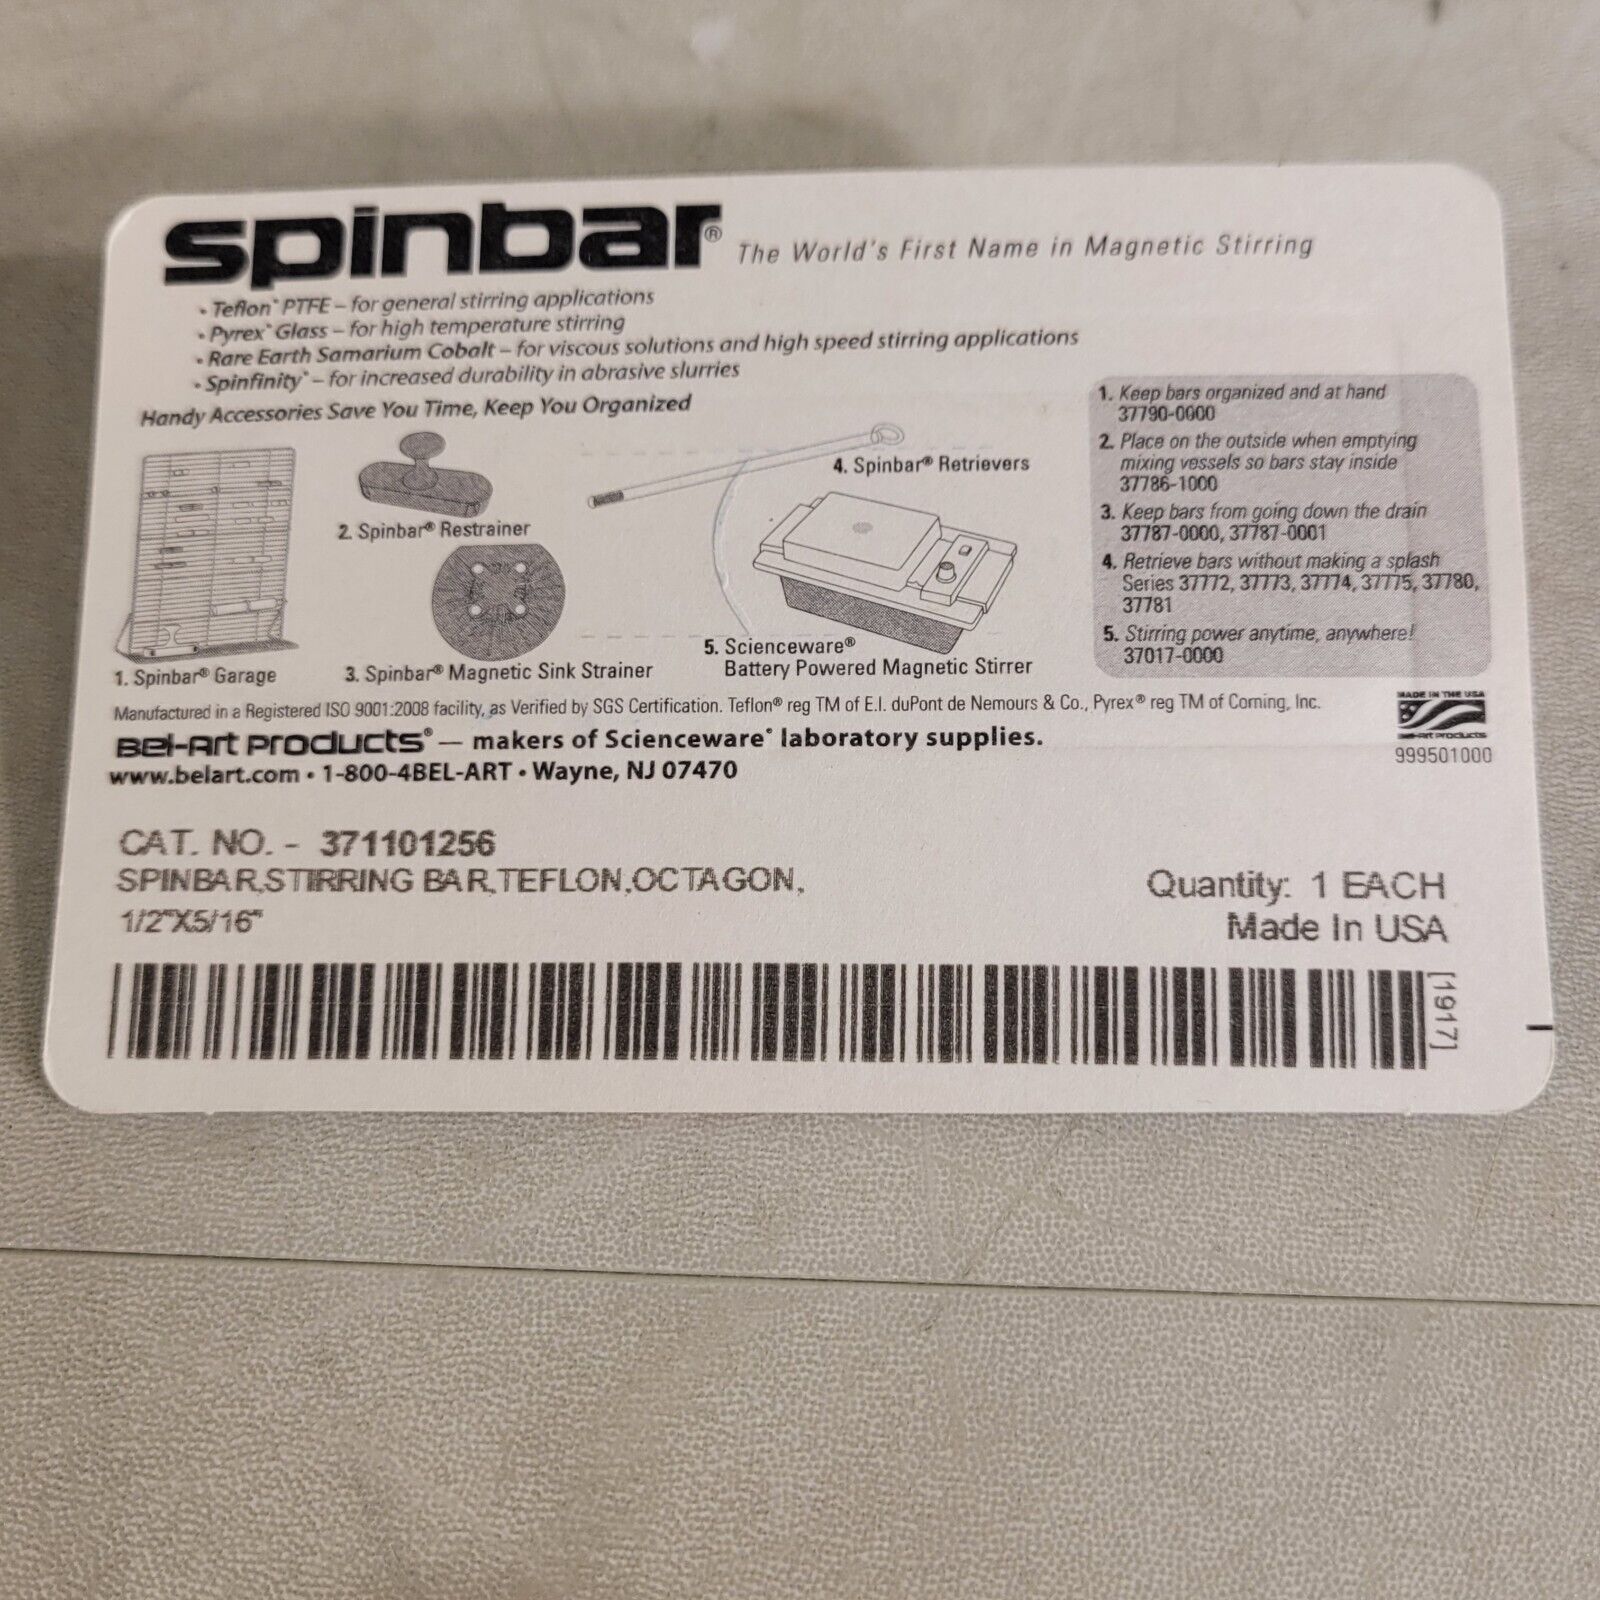 spinbar® The World's First Name in Magnetic Stirring
• Teflon® PTFE – for general stirring applications
• Pyrex® Glass – for high temperature stirring
• Rare Earth Samarium Cobalt – for viscous solutions and high speed stirring applications
• Spinfinity™ – for increased durability in abrasive slurries
Handy Accessories Save You Time, Keep You Organized
1. Spinbar® Garage
2. Spinbar® Restrainer
3. Spinbar® Magnetic Sink Strainer
4. Spinbar® Retrievers
5. Scienceware®
Battery Powered Magnetic Stirrer
1. Keep bars organized and at hand
37790-0000
2. Place on the outside when emptying
mixing vessels so bars stay inside
37786-1000
3. Keep bars from going down the drain
37787-0000, 37787-0001
4. Retrieve bars without making a splash
Series 37772, 37773, 37774, 37775, 37780,
37781
5. Stirring power anytime, anywhere!
37017-0000
Manufactured in a Registered ISO 9001:2008 facility, as Verified by SGS Certification. Teflon® reg TM of E.I. duPont de Nemours & Co., Pyrex® reg TM of Corning, Inc.
Bel-Art Products® — makers of Scienceware® laboratory supplies.
www.belart.com • 1-800-4BEL-ART • Wayne, NJ 07470
MADE IN THE USA
Bel-Art Products
999501000
CAT. NO. - 371101256
SPINBAR,STIRRING BAR,TEFLON,OCTAGON,
1/2"X5/16"
Quantity: 1 EACH
Made In USA
[1917]